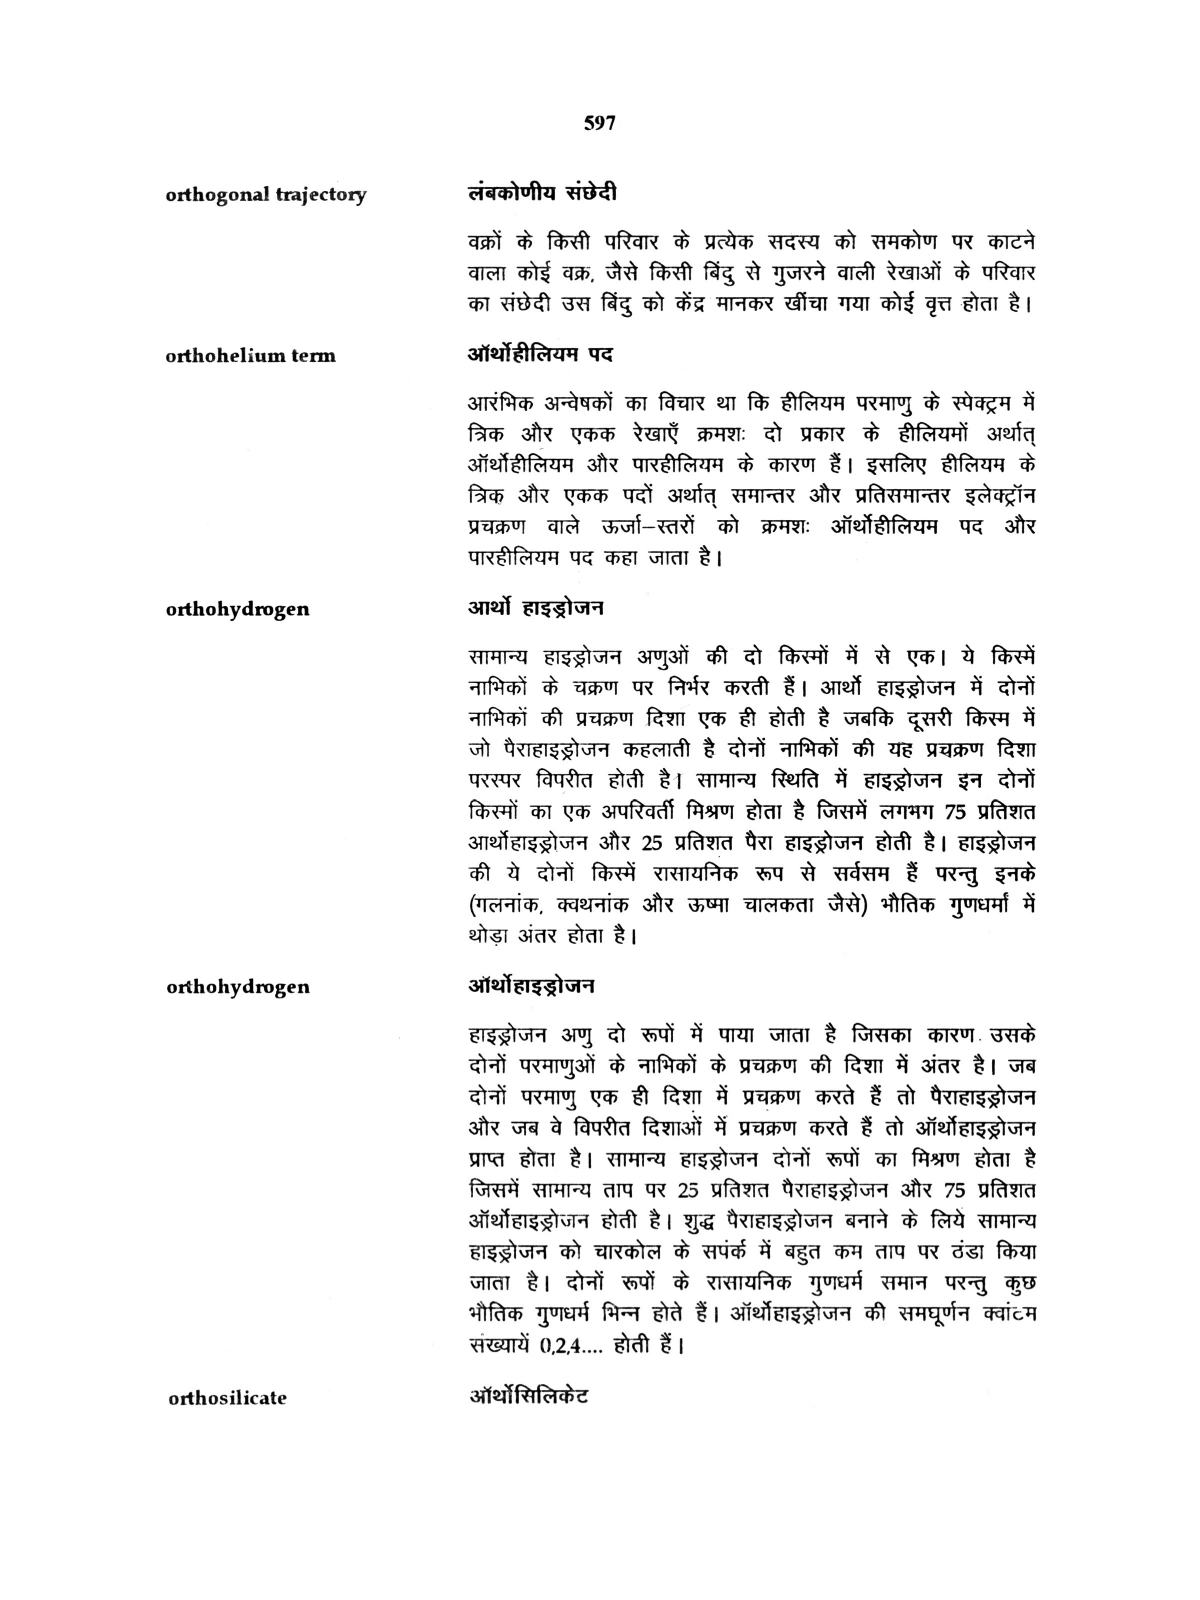 597
orthogonal trajectory लंबकोणीय संछेदी
वक्रों के किसी परिवार के प्रत्येक सदस्य को समकोण पर काटने
वाला कोई वक्र, जैसे किसी बिंदु से गुजरने वाली रेखाओं के परिवार
का संछेदी उस बिंदु को केंद्र मानकर खींचा गया कोई वृत्त होता है।
orthohelium term ऑर्थोहीलियम पद
आरंभिक अन्वेषकों का विचार था कि हीलियम परमाणु के स्पेक्ट्रम में
त्रिक और एकक रेखाएँ क्रमशः दो प्रकार के हीलियमों अर्थात्
ऑर्थोहीलियम और पारहीलियम के कारण हैं। इसलिए हीलियम के
त्रिक और एकक पदों अर्थात् समान्तर और प्रतिसमान्तर इलेक्ट्रॉन
प्रचक्रण वाले ऊर्जा–स्तरों को क्रमशः ऑर्थोहीलियम पद और
पारहीलियम पद कहा जाता है।
orthohydrogen आर्थो हाइड्रोजन
सामान्य हाइड्रोजन अणुओं की दो किस्मों में से एक। ये किस्में
नाभिकों के चक्रण पर निर्भर करती हैं। आर्थो हाइड्रोजन में दोनों
नाभिकों की प्रचक्रण दिशा एक ही होती है जबकि दूसरी किस्म में
जो पैराहाइड्रोजन कहलाती है दोनों नाभिकों की यह प्रचक्रण दिशा
परस्पर विपरीत होती है। सामान्य स्थिति में हाइड्रोजन इन दोनों
किस्मों का एक अपरिवर्ती मिश्रण होता है जिसमें लगभग 75 प्रतिशत
आर्थोहाइड्रोजन और 25 प्रतिशत पैरा हाइड्रोजन होती है। हाइड्रोजन
की ये दोनों किस्में रासायनिक रूप से सर्वसम हैं परन्तु इनके
(गलनांक, क्वथनांक और ऊष्मा चालकता जैसे) भौतिक गुणधर्मां में
थोड़ा अंतर होता है।
orthohydrogen ऑर्थोहाइड्रोजन
हाइड्रोजन अणु दो रूपों में पाया जाता है जिसका कारण उसके
दोनों परमाणुओं के नाभिकों के प्रचक्रण की दिशा में अंतर है। जब
दोनों परमाणु एक ही दिशा में प्रचक्रण करते हैं तो पैराहाइड्रोजन
और जब वे विपरीत दिशाओं में प्रचक्रण करते हैं तो ऑर्थोहाइड्रोजन
प्राप्त होता है। सामान्य हाइड्रोजन दोनों रूपों का मिश्रण होता है
जिसमें सामान्य ताप पर 25 प्रतिशत पैराहाइड्रोजन और 75 प्रतिशत
ऑर्थोहाइड्रोजन होती है। शुद्ध पैराहाइड्रोजन बनाने के लिये सामान्य
हाइड्रोजन को चारकोल के सपंर्क में बहुत कम ताप पर ठंडा किया
जाता है। दोनों रूपों के रासायनिक गुणधर्म समान परन्तु कुछ
भौतिक गुणधर्म भिन्न होते हैं। ऑर्थोहाइड्रोजन की समघूर्णन क्वांटम
संख्यायें 0,2,4.... होती हैं।
orthosilicate ऑर्थोसिलिकेट